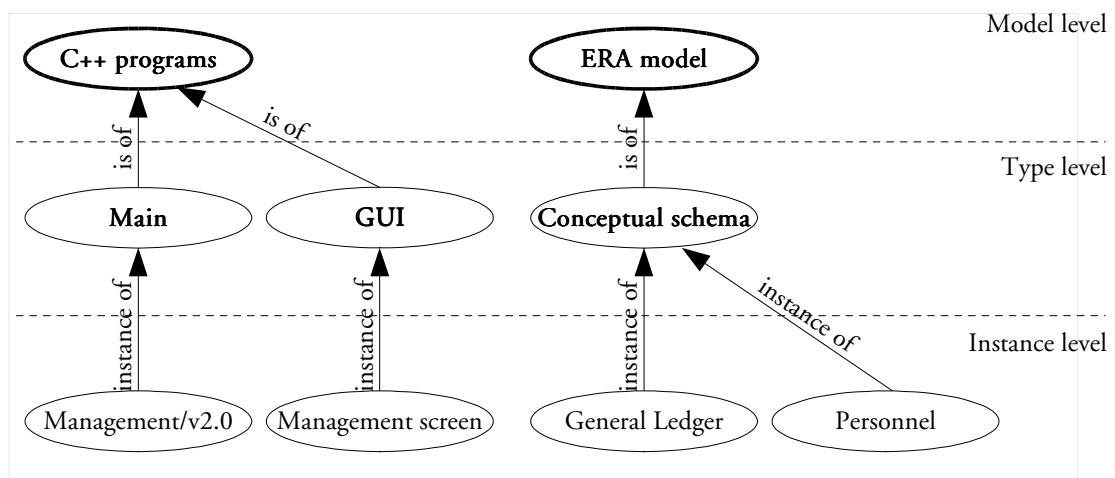 Model level
C++ programs
ERA model
is of
is of
is of
Type level
Main
GUI
Conceptual schema
instance of
instance of
instance of
instance of
Instance level
Management/v2.0
Management screen
General Ledger
Personnel